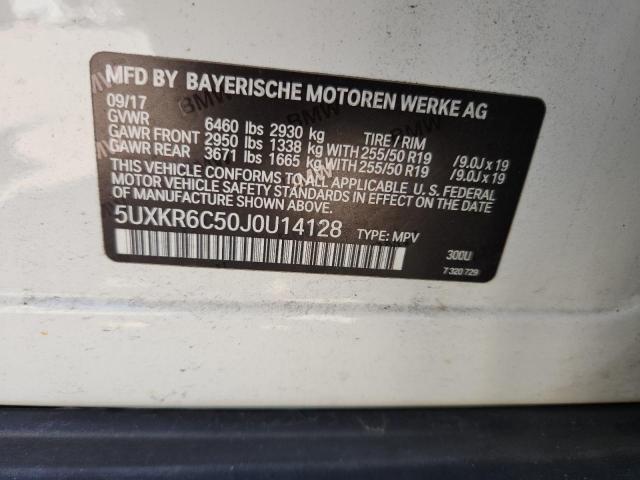 MFD BY BAYERISCHE MOTOREN WERKE AG
09/17
GVWR 6460 lbs 2930 kg TIRE/RIM
GAWR FRONT 2950 lbs 1338 kg WITH 255/50 R19 /9.0J x 19
GAWR REAR 3671 lbs 1665 kg WITH 255/50 R19 /9.0J x 19
THIS VEHICLE CONFORMS TO ALL APPLICABLE U. S. FEDERAL
MOTOR VEHICLE SAFETY STANDARDS IN EFFECT ON THE DATE
OF MANUFACTURE SHOWN ABOVE.
5UXKR6C50J0U14128 TYPE: MPV
300U
7 320 729